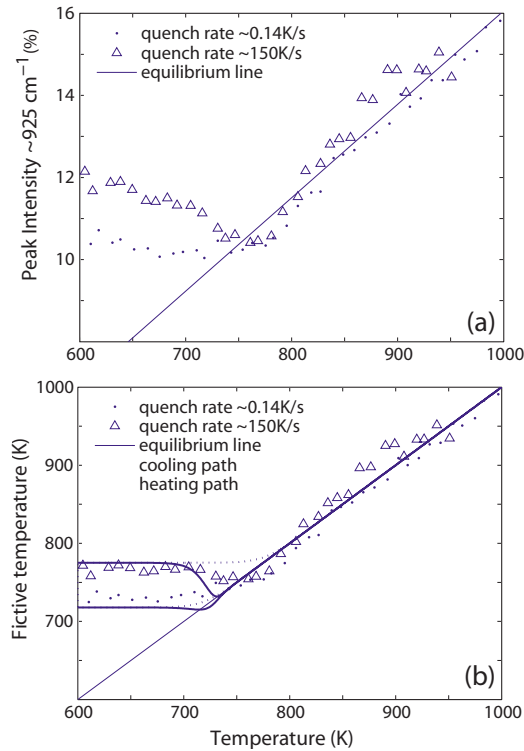 16
14
12
10
Peak Intensity ~925 cm⁻¹ (%)
quench rate ~0.14K/s
quench rate ~150K/s
equilibrium line
(a)
600 700 800 900 1000
1000
900
800
700
Fictive temperature (K)
quench rate ~0.14K/s
quench rate ~150K/s
equilibrium line
cooling path
heating path
(b)
600 700 800 900 1000
Temperature (K)